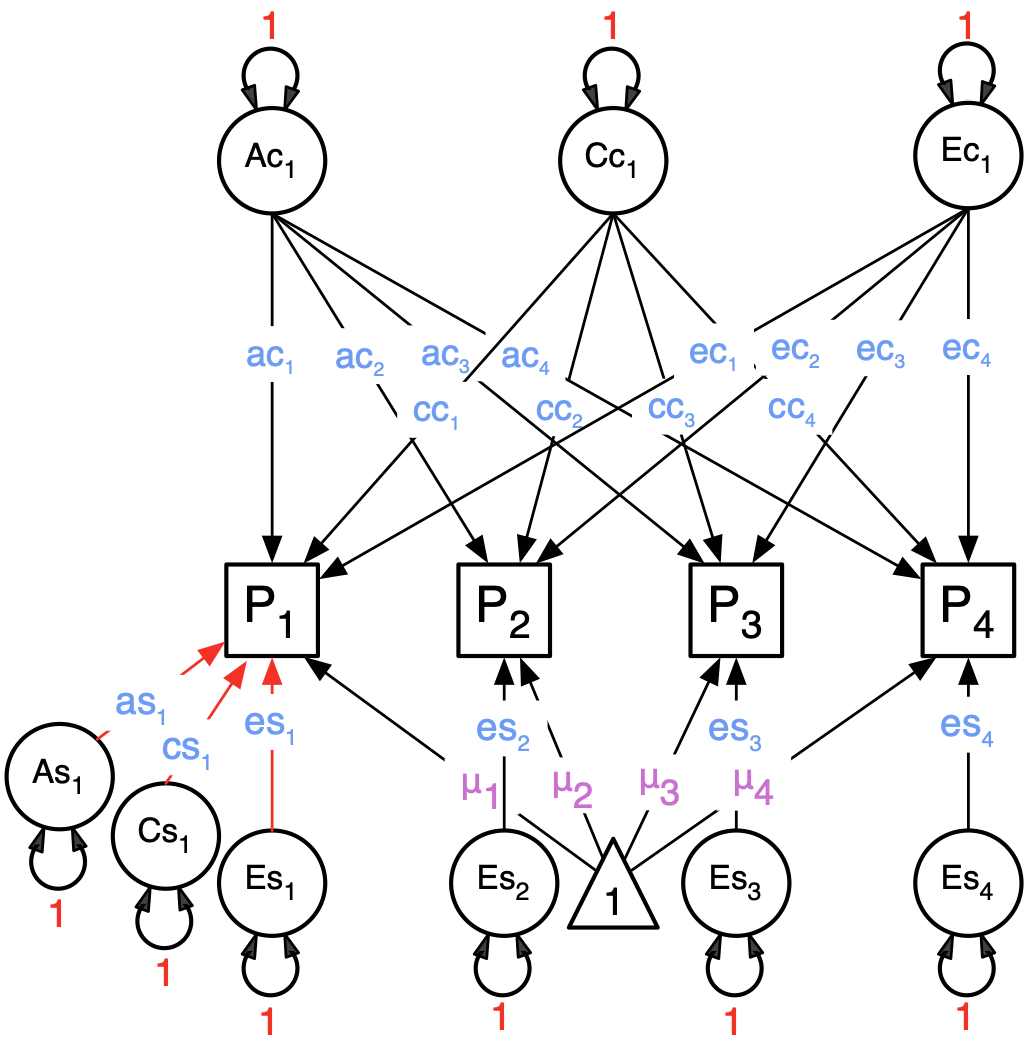 1 1 1
Ac₁ Cc₁ Ec₁
ac₁ ac₂ ac₃ ac₄ ec₁ ec₂ ec₃ ec₄
cc₁ cc₂ cc₃ cc₄
P₁ P₂ P₃ P₄
as₁ cs₁ es₁ es₂ es₃ es₄
μ₁ μ₂ μ₃ μ₄
As₁ Cs₁ Es₁ Es₂ 1 Es₃ Es₄
1 1 1 1 1 1